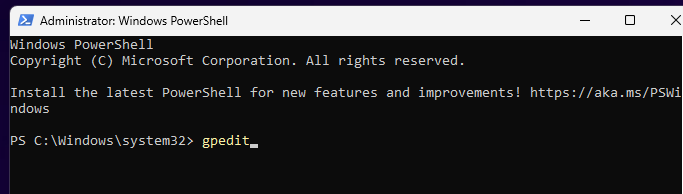 Administrator: Windows PowerShell
Windows PowerShell
Copyright (C) Microsoft Corporation. All rights reserved.
Install the latest PowerShell for new features and improvements! https://aka.ms/PSWi
ndows
PS C:\Windows\system32> gpedit